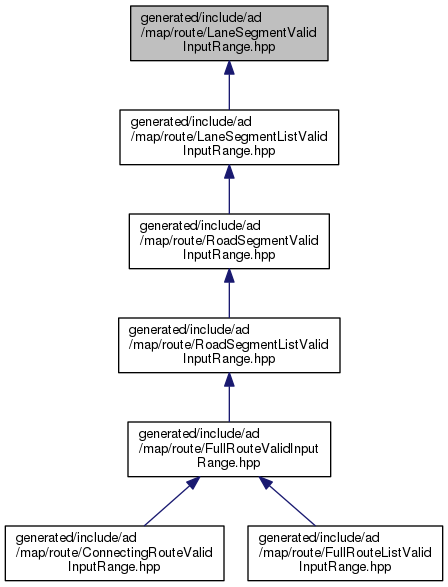 generated/include/ad
/map/route/LaneSegmentValid
InputRange.hpp
generated/include/ad
/map/route/LaneSegmentListValid
InputRange.hpp
generated/include/ad
/map/route/RoadSegmentValid
InputRange.hpp
generated/include/ad
/map/route/RoadSegmentListValid
InputRange.hpp
generated/include/ad
/map/route/FullRouteValidInput
Range.hpp
generated/include/ad
/map/route/ConnectingRouteValid
InputRange.hpp
generated/include/ad
/map/route/FullRouteListValid
InputRange.hpp